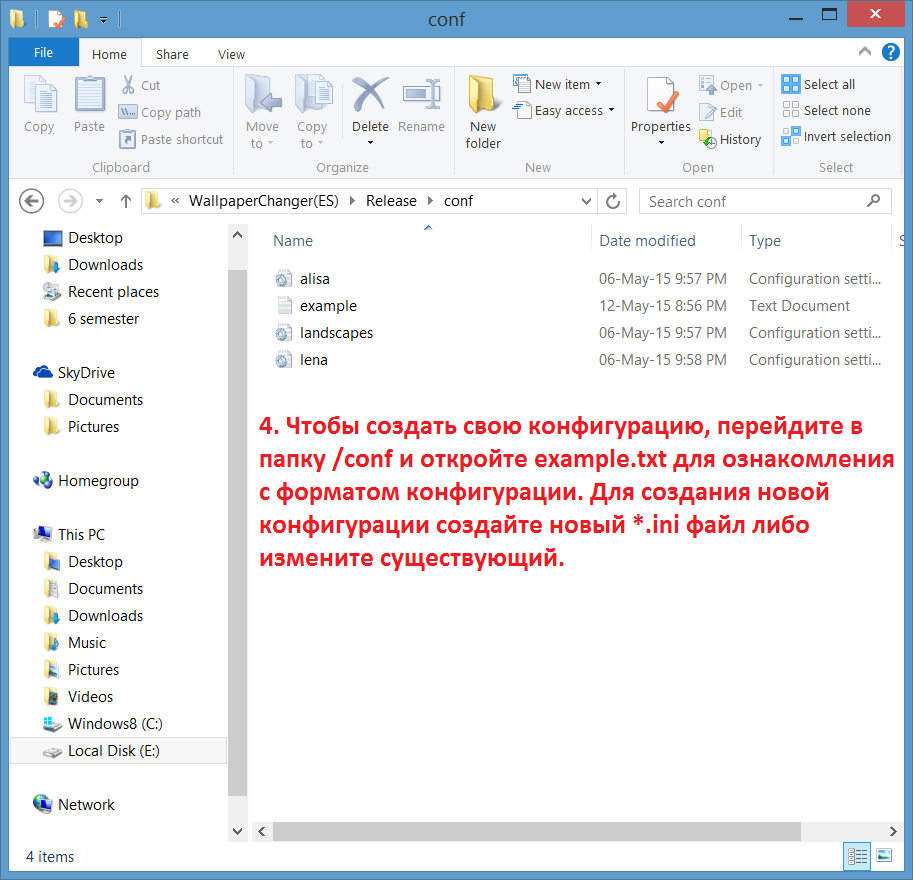 conf
File Home Share View
Copy
Paste
Cut
Copy path
Paste shortcut
Clipboard
Move to
Copy to
Delete
Rename
Organize
New folder
New item
Easy access
New
Properties
Open
Edit
History
Open
Select all
Select none
Invert selection
Select
« WallpaperChanger(ES) Release conf
Search conf
Desktop
Downloads
Recent places
6 semester
SkyDrive
Documents
Pictures
Homegroup
This PC
Desktop
Documents
Downloads
Music
Pictures
Videos
Windows8 (C:)
Local Disk (E:)
Network
Name Date modified Type S
alisa 06-May-15 9:57 PM Configuration setti...
example 12-May-15 8:56 PM Text Document
landscapes 06-May-15 9:57 PM Configuration setti...
lena 06-May-15 9:58 PM Configuration setti...
4. Чтобы создать свою конфигурацию, перейдите в
папку /conf и откройте example.txt для ознакомления
с форматом конфигурации. Для создания новой
конфигурации создайте новый *.ini файл либо
измените существующий.
4 items